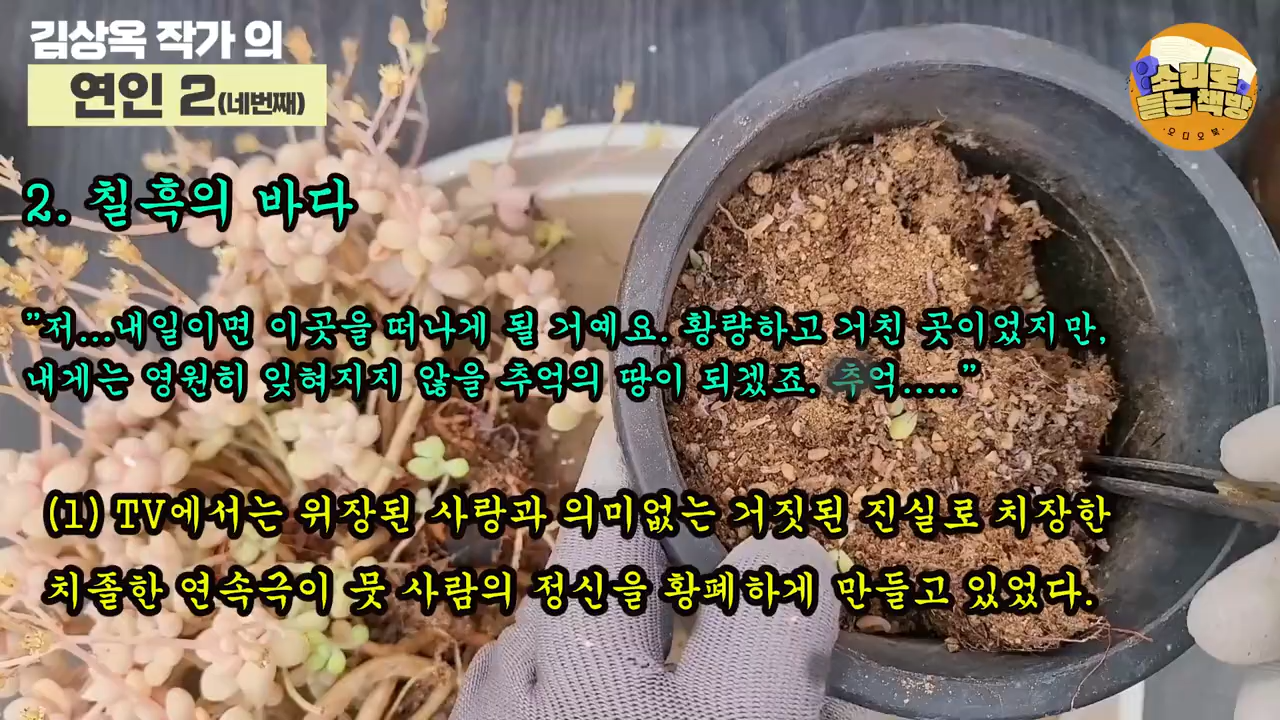 김상옥 작가 의
연인 2(네번째)
소리로
듣는 책방
·오디오북·
2. 칠흑의 바다
"저...내일이면 이곳을 떠나게 될 거예요. 황량하고 거친 곳이었지만,
내게는 영원히 잊혀지지 않을 추억의 땅이 되겠죠. 추억....."
(1) TV에서는 위장된 사랑과 의미없는 거짓된 진실로 치장한
치졸한 연속극이 뭇 사람의 정신을 황폐하게 만들고 있었다.